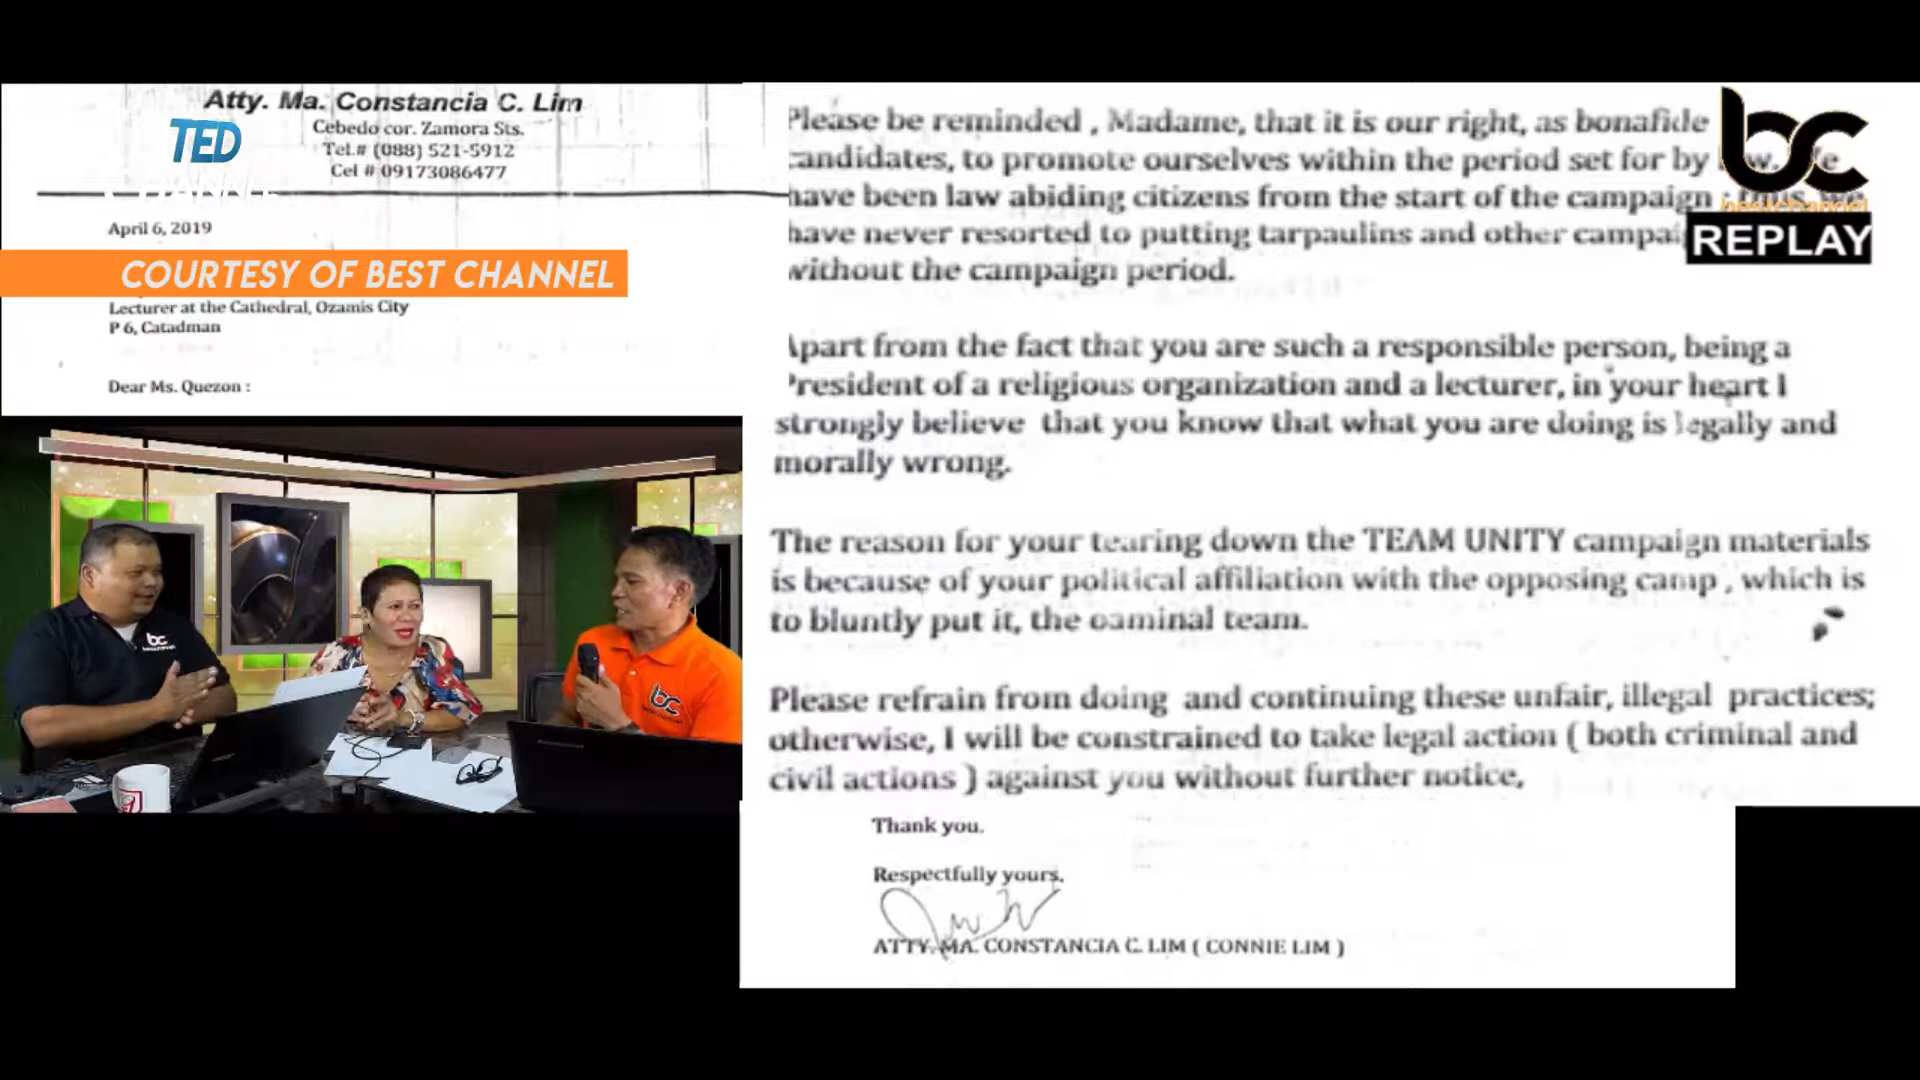 Atty. Ma. Constancia C. Lim
Cebedo cor. Zamora Sts.
Tel.# (088) 521-5912
Cel # 09173086477
TED
April 6, 2019
COURTESY OF BEST CHANNEL
Lecturer at the Cathedral, Ozamis City
P 6, Catadman
Dear Ms. Quezon :
Please be reminded , Madame, that it is our right, as bonafide
candidates, to promote ourselves within the period set for by
have been law abiding citizens from the start of the campaign ;
have never resorted to putting tarpaulins and other
without the campaign period.
Apart from the fact that you are such a responsible person, being a
President of a religious organization and a lecturer, in your heart I
strongly believe that you know that what you are doing is legally and
morally wrong.
The reason for your tearing down the TEAM UNITY campaign materials
is because of your political affiliation with the opposing camp , which is
to bluntly put it, the team.
Please refrain from doing and continuing these unfair, illegal practices;
otherwise, I will be constrained to take legal action ( both criminal and
civil actions ) against you without further notice,
Thank you.
Respectfully yours,
ATTY. MA. CONSTANCIA C. LIM ( CONNIE LIM )
bc
bestchannel
REPLAY
bc
bc